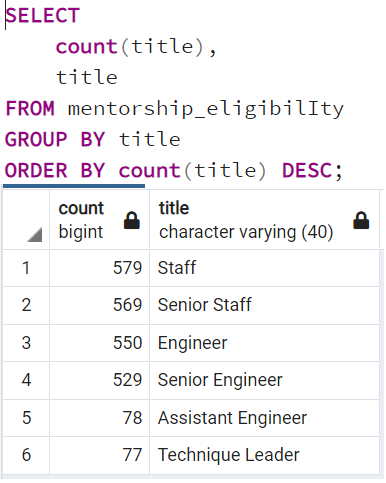 SELECT
count(title),
title
FROM mentorship_eligibilIty
GROUP BY title
ORDER BY count(title) DESC;
count title
bigint character varying (40)
1 579 Staff
2 569 Senior Staff
3 550 Engineer
4 529 Senior Engineer
5 78 Assistant Engineer
6 77 Technique Leader